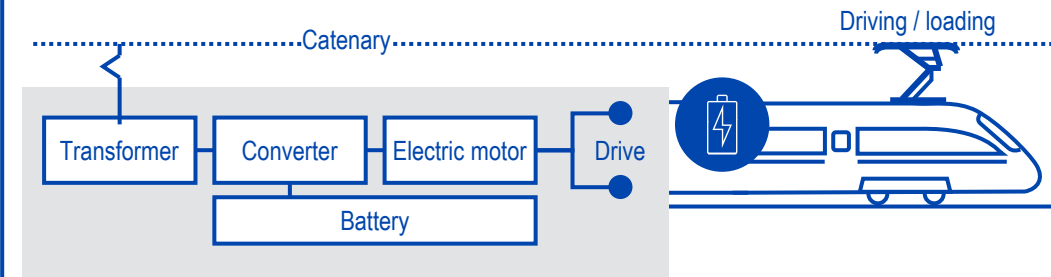 Driving / loading
Catenary
Transformer
Converter
Electric motor
Drive
Battery